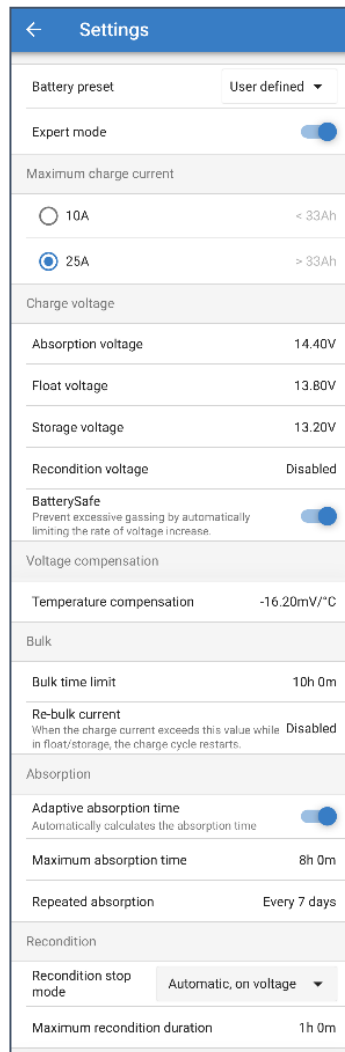 Settings
Battery preset User defined
Expert mode
Maximum charge current
10A < 33Ah
25A > 33Ah
Charge voltage
Absorption voltage 14.40V
Float voltage 13.80V
Storage voltage 13.20V
Recondition voltage Disabled
BatterySafe
Prevent excessive gassing by automatically
limiting the rate of voltage increase.
Voltage compensation
Temperature compensation -16.20mV/°C
Bulk
Bulk time limit 10h 0m
Re-bulk current
When the charge current exceeds this value while Disabled
in float/storage, the charge cycle restarts.
Absorption
Adaptive absorption time
Automatically calculates the absorption time
Maximum absorption time 8h 0m
Repeated absorption Every 7 days
Recondition
Recondition stop
mode Automatic, on voltage
Maximum recondition duration 1h 0m